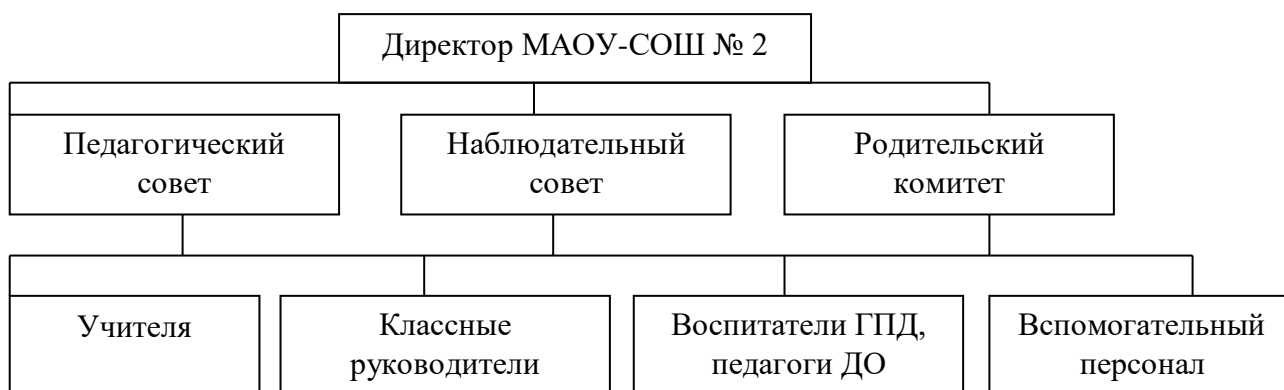 Директор МАОУ-СОШ № 2
Педагогический
совет
Наблюдательный
совет
Родительский
комитет
Учителя
Классные
руководители
Воспитатели ГПД,
педагоги ДО
Вспомогательный
персонал